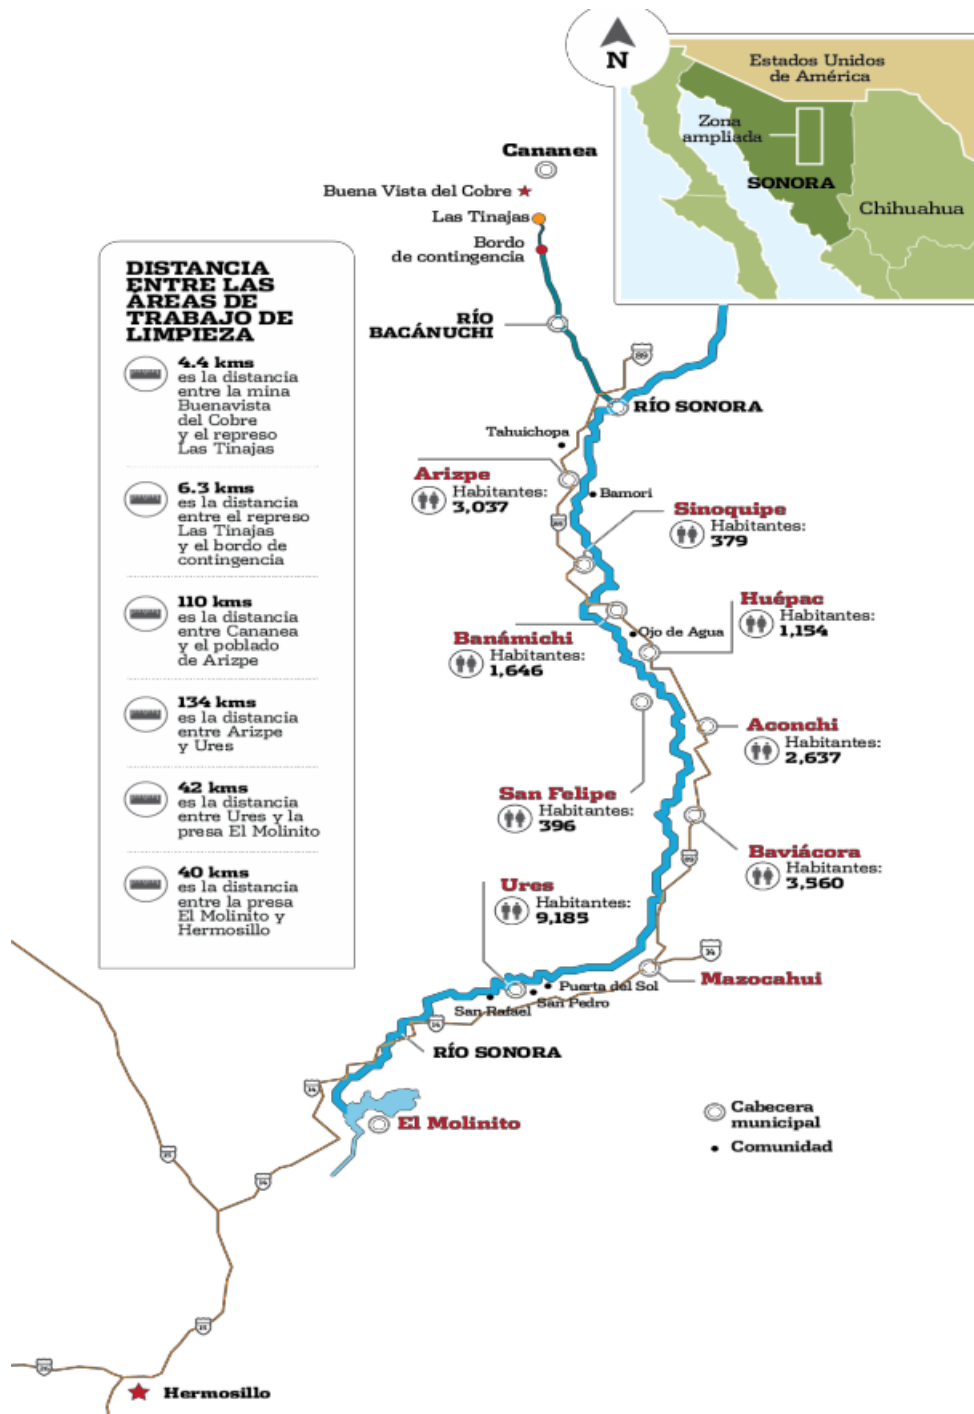 N
Estados Unidos
de América
Zona
ampliada
SONORA
Chihuahua
Cananea
Buena Vista del Cobre
Las Tinajas
Bordo
de contingencia
RÍO
BACÁNUCHI
89
RÍO SONORA
DISTANCIA
ENTRE LAS
ÁREAS DE
TRABAJO DE
LIMPIEZA
4.4 kms
es la distancia
entre la mina
Buenavista
del Cobre
y el represo
Las Tinajas
6.3 kms
es la distancia
entre el represo
Las Tinajas
y el bordo de
contingencia
110 kms
es la distancia
entre Cananea
y el poblado
de Arizpe
134 kms
es la distancia
entre Arizpe
y Ures
42 kms
es la distancia
entre Ures y la
presa El Molinito
40 kms
es la distancia
entre la presa
El Molinito y
Hermosillo
Tahuichopa
Arizpe
Habitantes:
3,037
Bamori
Sinoquipe
Habitantes:
379
Huépac
Habitantes:
1,154
Ojo de Agua
Banámichi
Habitantes:
1,646
Aconchi
Habitantes:
2,637
San Felipe
Habitantes:
396
Baviácora
Habitantes:
3,560
89
Ures
Habitantes:
9,185
14
Mazocahui
Puerta del Sol
San Pedro
San Rafael
14
RÍO SONORA
14
El Molinito
Cabecera
municipal
Comunidad
15
14
Hermosillo